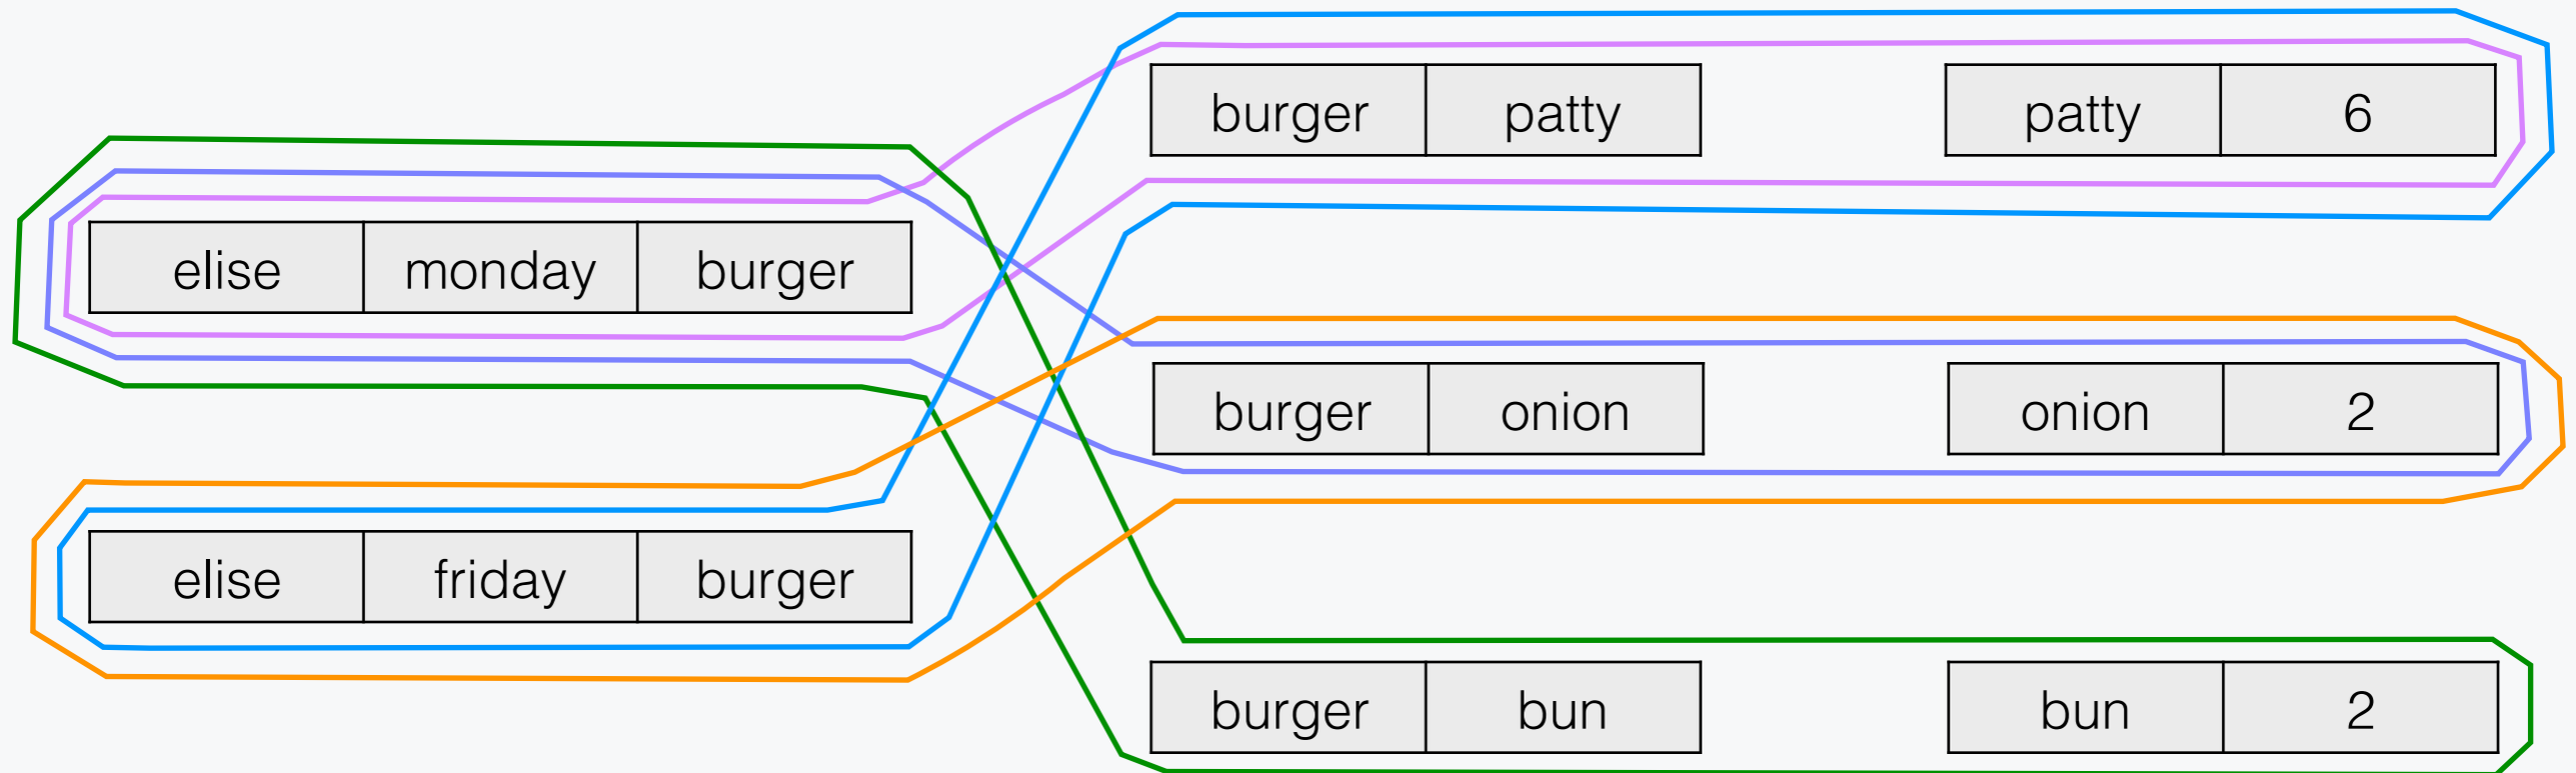 burger patty patty 6
elise monday burger
burger onion onion 2
elise friday burger
burger bun bun 2